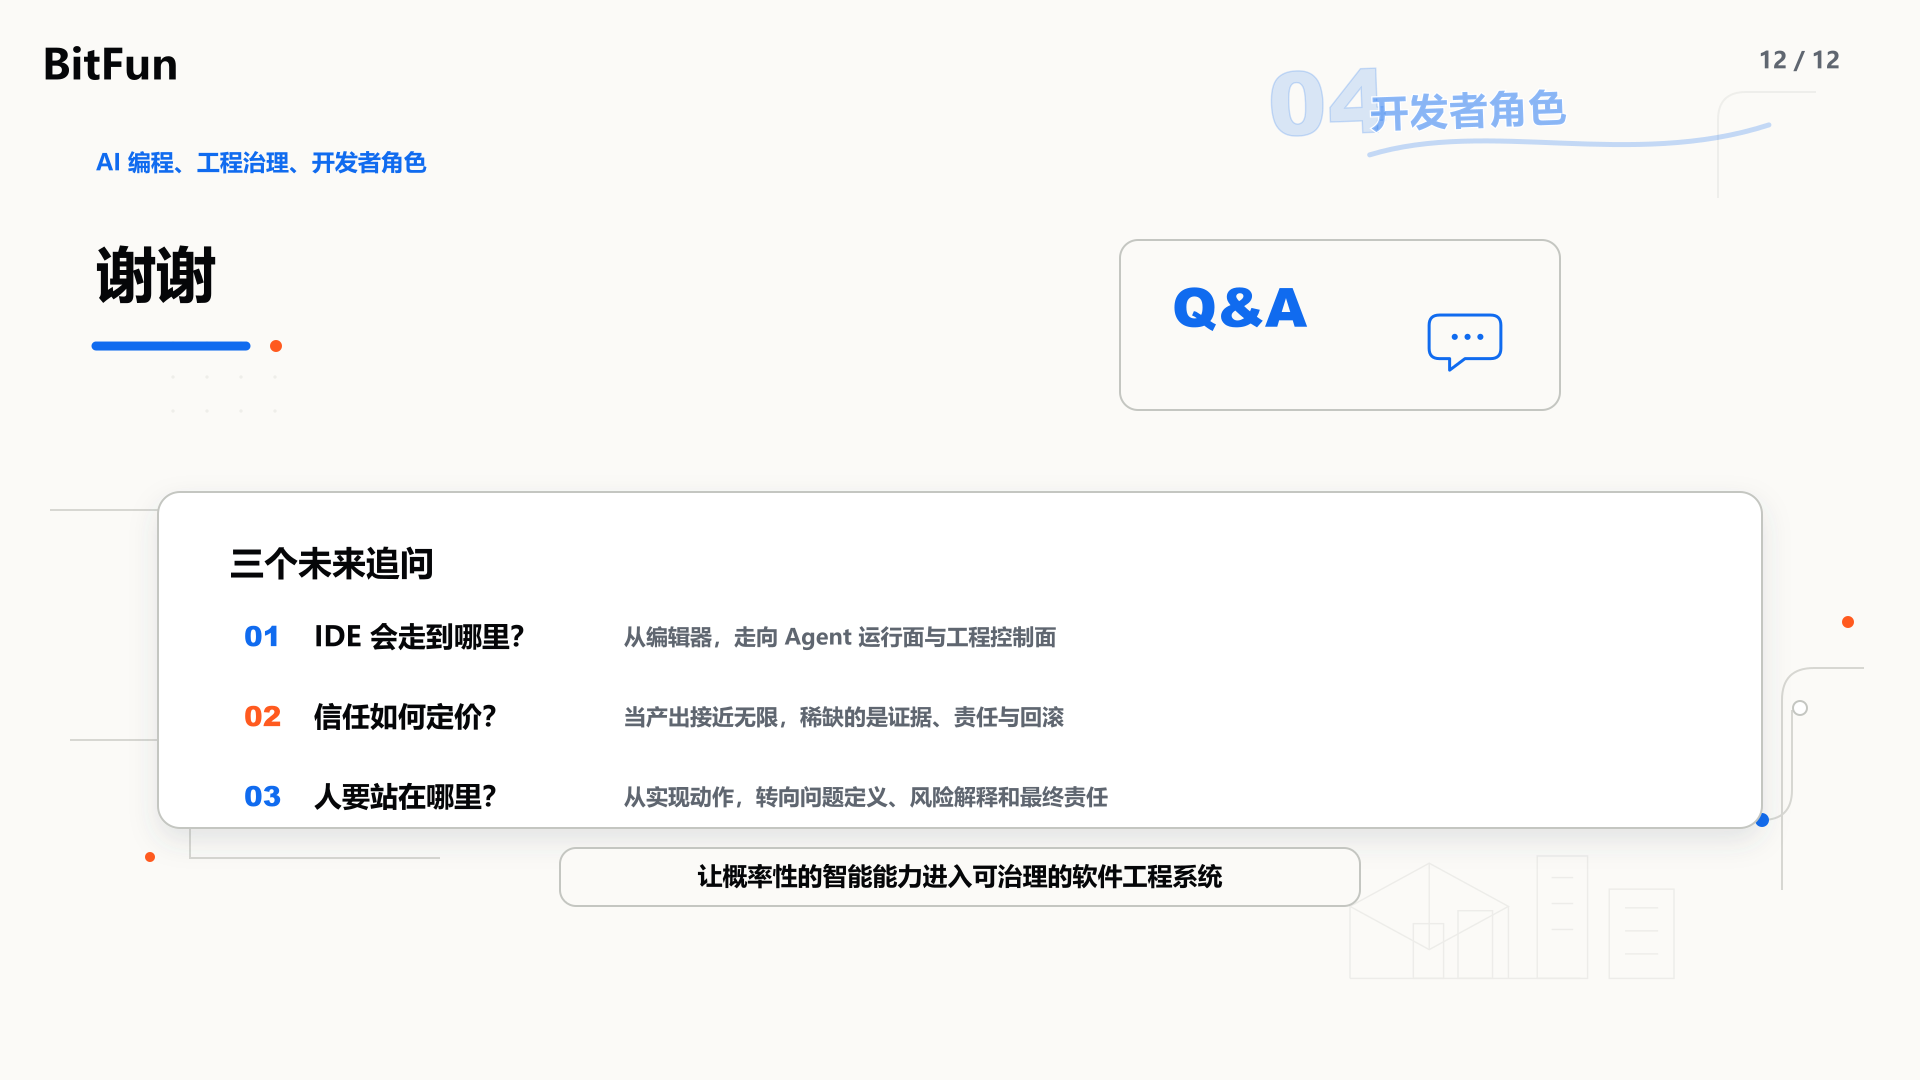 BitFun
12 / 12
04 开发者角色
AI 编程、工程治理、开发者角色
谢谢
Q&A
三个未来追问
01 IDE 会走到哪里? 从编辑器，走向 Agent 运行面与工程控制面
02 信任如何定价? 当产出接近无限，稀缺的是证据、责任与回滚
03 人要站在哪里? 从实现动作，转向问题定义、风险解释和最终责任
让概率性的智能能力进入可治理的软件工程系统